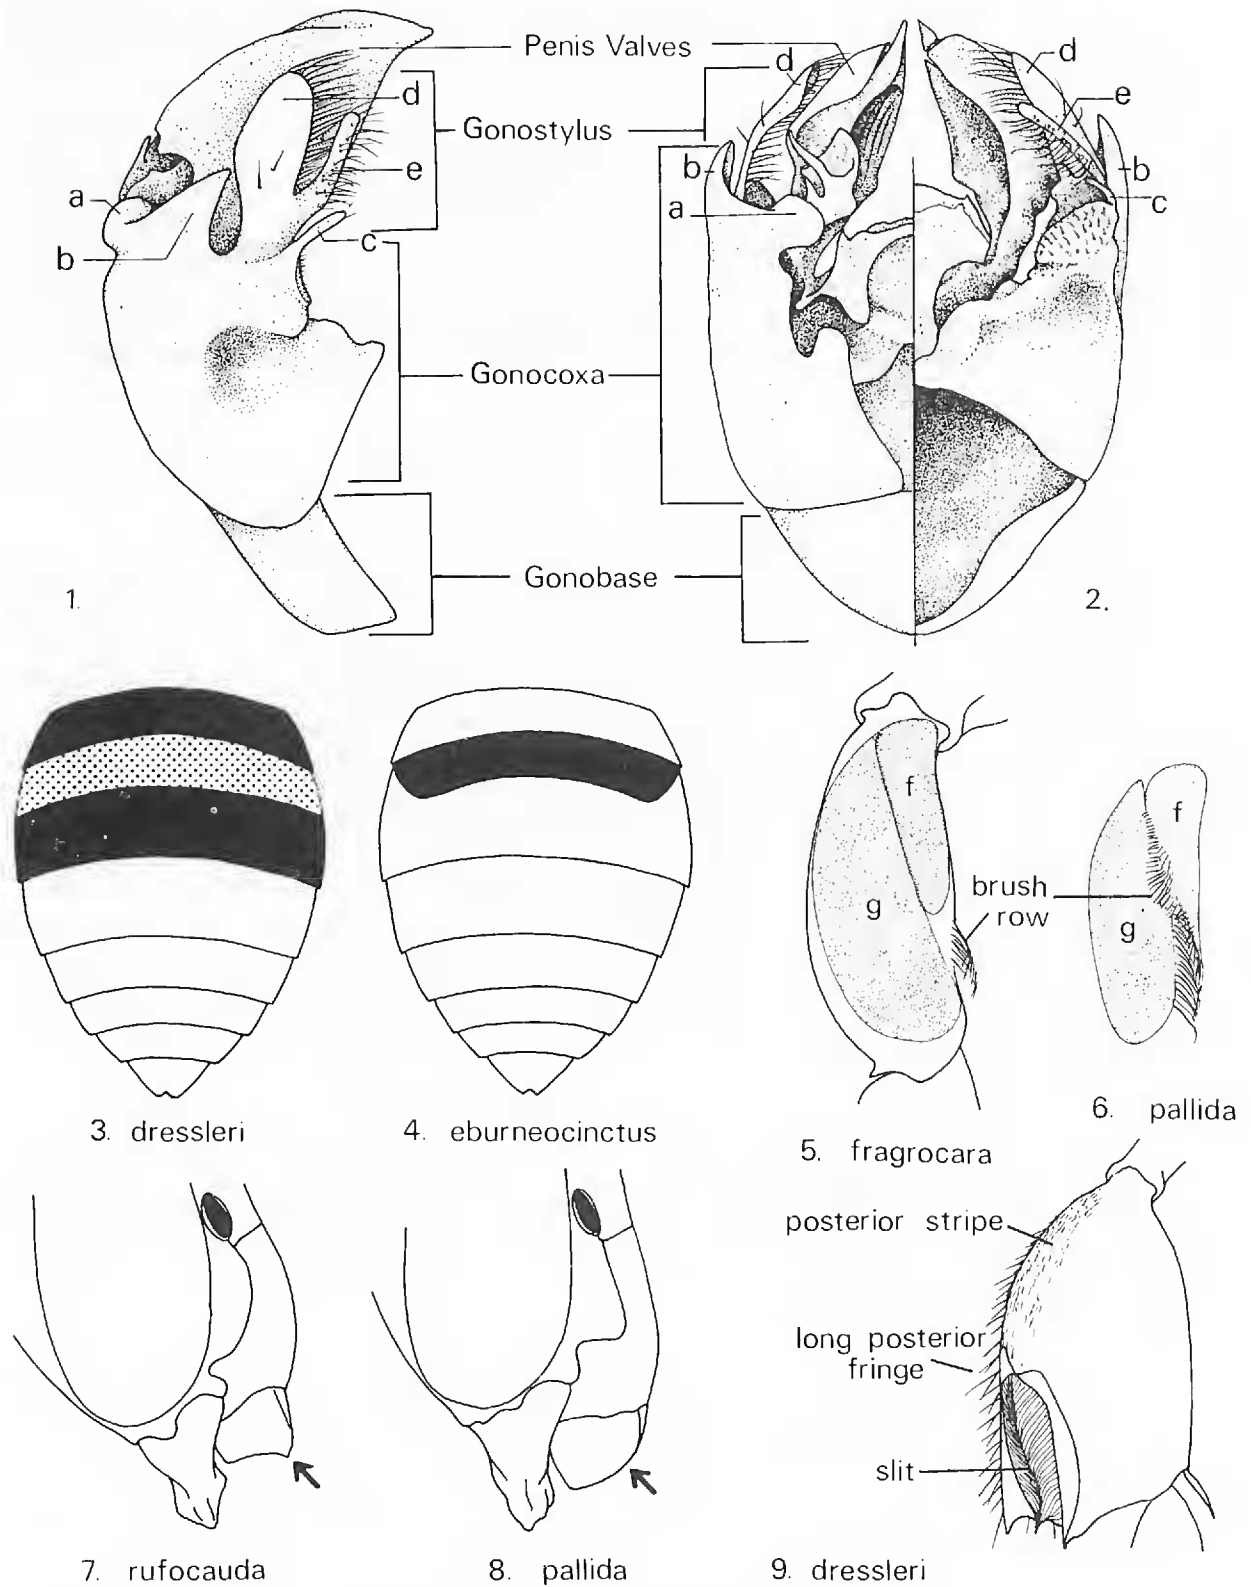 Penis Valves
d
d
d
e
Gonostylus
e
b
b
a
a
c
c
b
Gonocoxa
Gonobase
1.
2.
f
f
brush
row
g
g
3. dressleri
4. eburneocinctus
5. fragrocara
6. pallida
posterior stripe
long posterior
fringe
slit
7. rufocauda
8. pallida
9. dressleri